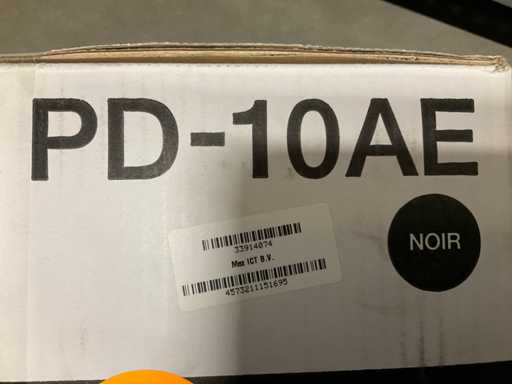 PD-10AE
NOIR
33914074
Max ICT B.V.
4573211151695